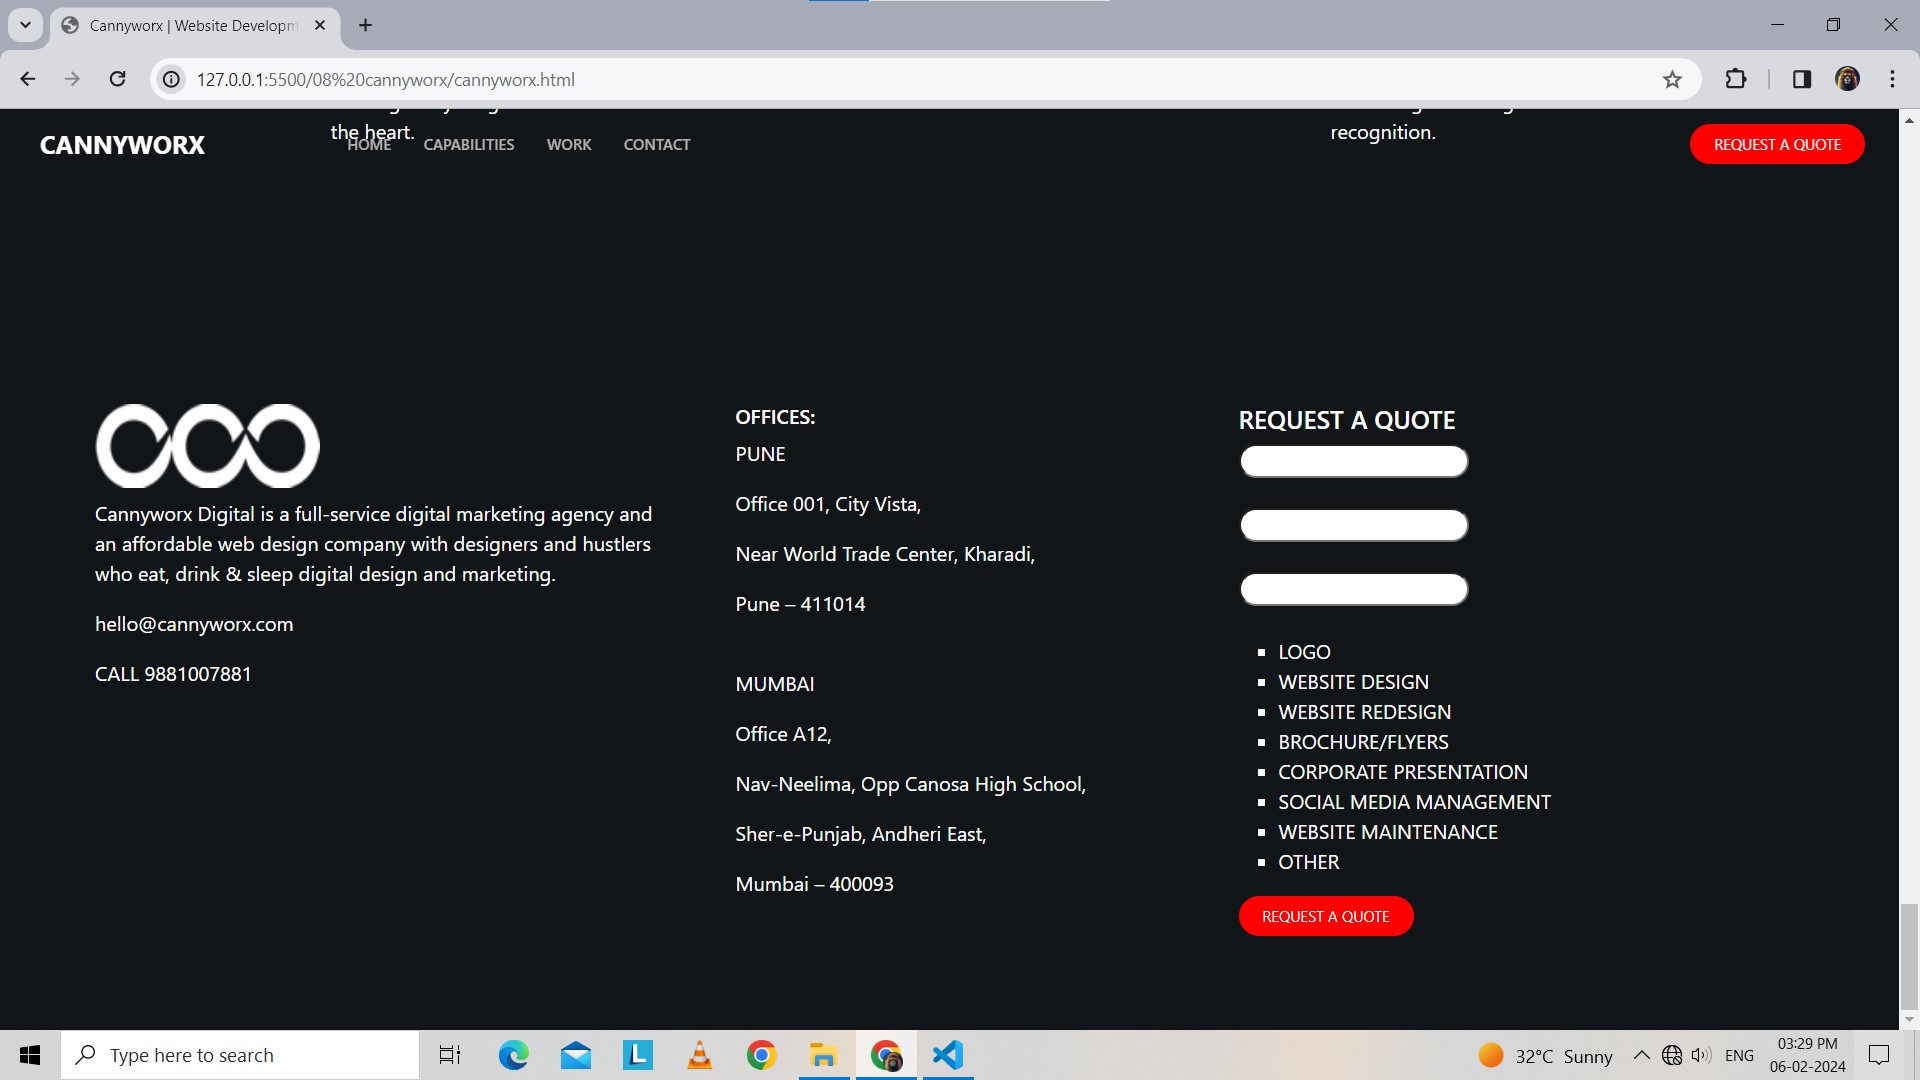 Cannyworx | Website Developm
127.0.0.1:5500/08%20cannyworx/cannyworx.html
the heart.
recognition.
CANNYWORX
HOME
CAPABILITIES
WORK
CONTACT
REQUEST A QUOTE
Cannyworx Digital is a full-service digital marketing agency and
an affordable web design company with designers and hustlers
who eat, drink & sleep digital design and marketing.
hello@cannyworx.com
CALL 9881007881
OFFICES:
PUNE
Office 001, City Vista,
Near World Trade Center, Kharadi,
Pune – 411014
MUMBAI
Office A12,
Nav-Neelima, Opp Canosa High School,
Sher-e-Punjab, Andheri East,
Mumbai – 400093
REQUEST A QUOTE
LOGO
WEBSITE DESIGN
WEBSITE REDESIGN
BROCHURE/FLYERS
CORPORATE PRESENTATION
SOCIAL MEDIA MANAGEMENT
WEBSITE MAINTENANCE
OTHER
REQUEST A QUOTE
Type here to search
L
32°C Sunny
ENG
03:29 PM
06-02-2024